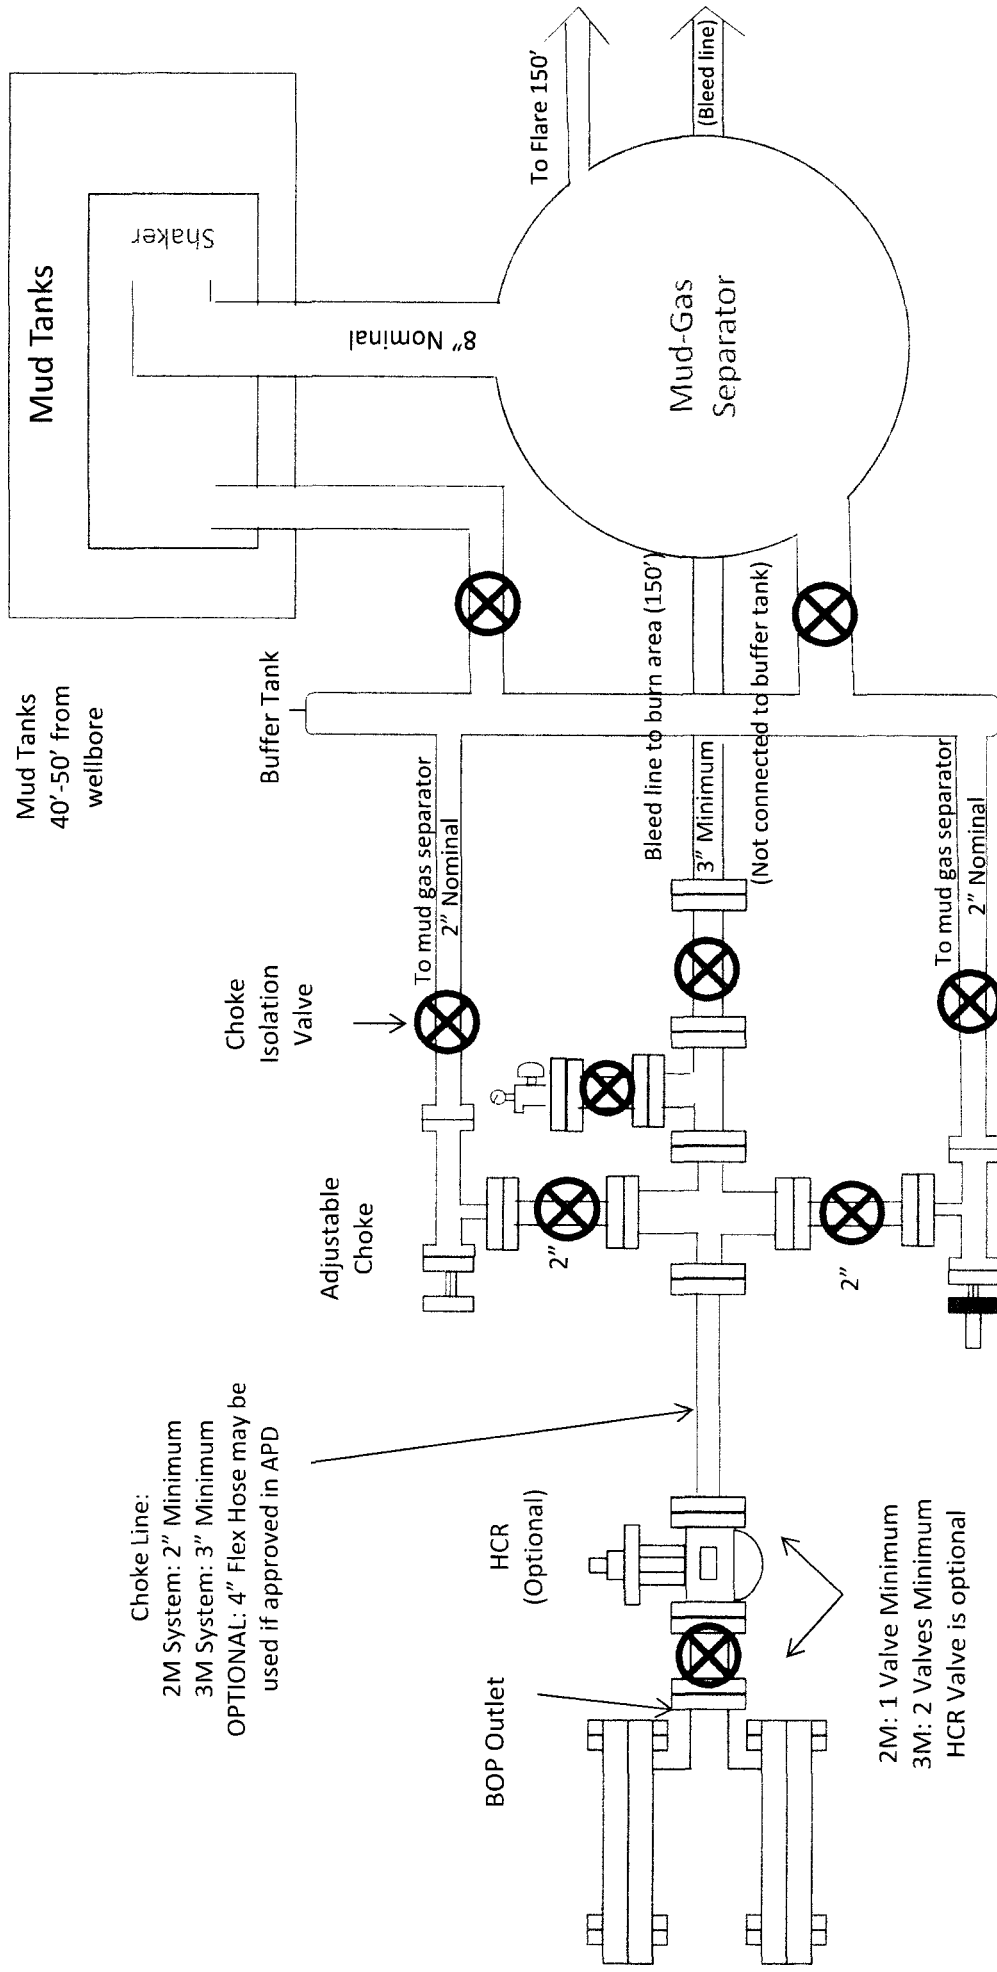 Mud Tanks
40'-50' from
wellbore
Mud Tanks
Shaker
8" Nominal
Buffer Tank
To Flare 150'
(Bleed line)
Mud-Gas
Separator
Choke
Isolation
Valve
To mud gas separator
2" Nominal
Bleed line to burn area (150')
3" Minimum
(Not connected to buffer tank)
To mud gas separator
2" Nominal
Adjustable
Choke
2"
2"
Choke Line:
2M System: 2" Minimum
3M System: 3" Minimum
OPTIONAL: 4" Flex Hose may be
used if approved in APD
HCR
(Optional)
BOP Outlet
2M: 1 Valve Minimum
3M: 2 Valves Minimum
HCR Valve is optional